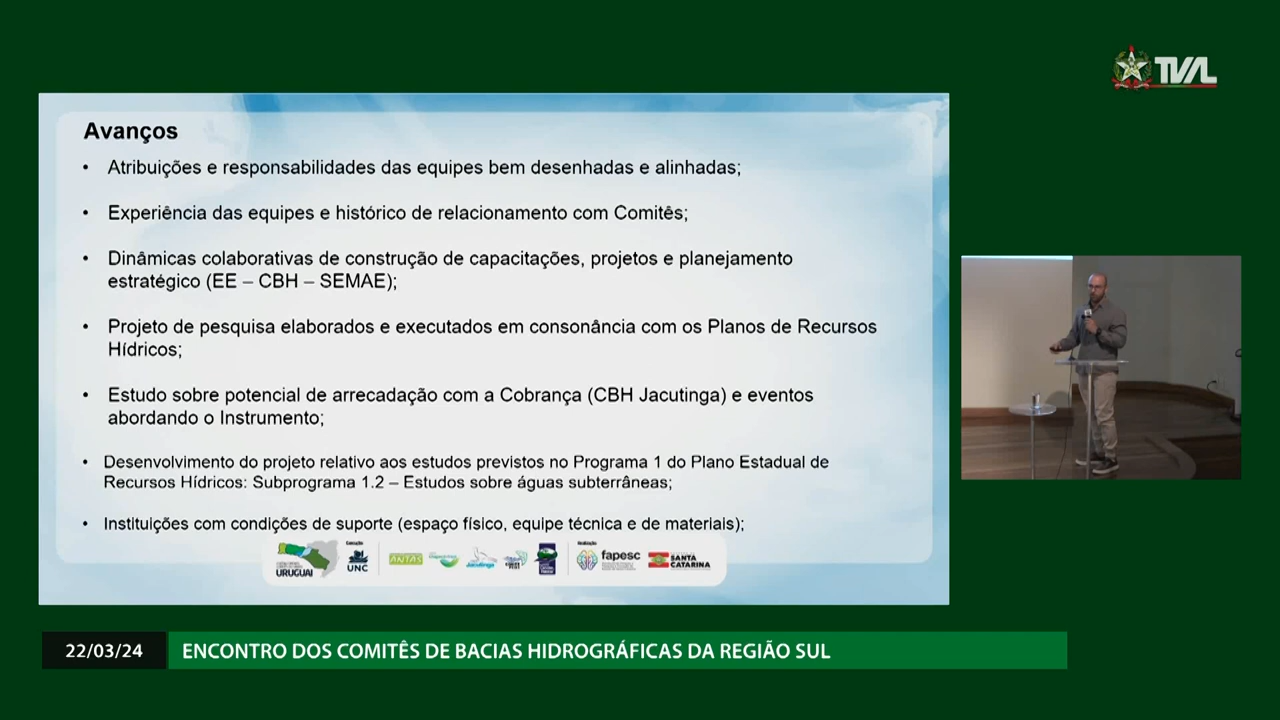 TVAL
Avanços
• Atribuições e responsabilidades das equipes bem desenhadas e alinhadas;
• Experiência das equipes e histórico de relacionamento com Comitês;
• Dinâmicas colaborativas de construção de capacitações, projetos e planejamento
estratégico (EE – CBH – SEMAE);
• Projeto de pesquisa elaborados e executados em consonância com os Planos de Recursos
Hídricos;
• Estudo sobre potencial de arrecadação com a Cobrança (CBH Jacutinga) e eventos
abordando o Instrumento;
• Desenvolvimento do projeto relativo aos estudos previstos no Programa 1 do Plano Estadual de
Recursos Hídricos: Subprograma 1.2 – Estudos sobre águas subterrâneas;
• Instituições com condições de suporte (espaço físico, equipe técnica e de materiais);
URUGUAI
UNC
ANTAS
Jacutinga
fapesc
SANTA
CATARINA
22/03/24
ENCONTRO DOS COMITÊS DE BACIAS HIDROGRÁFICAS DA REGIÃO SUL